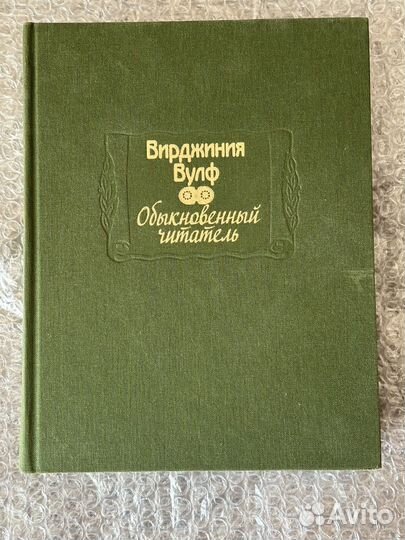 Вирджиния
Вулф
Обыкновенный
читатель
Avito